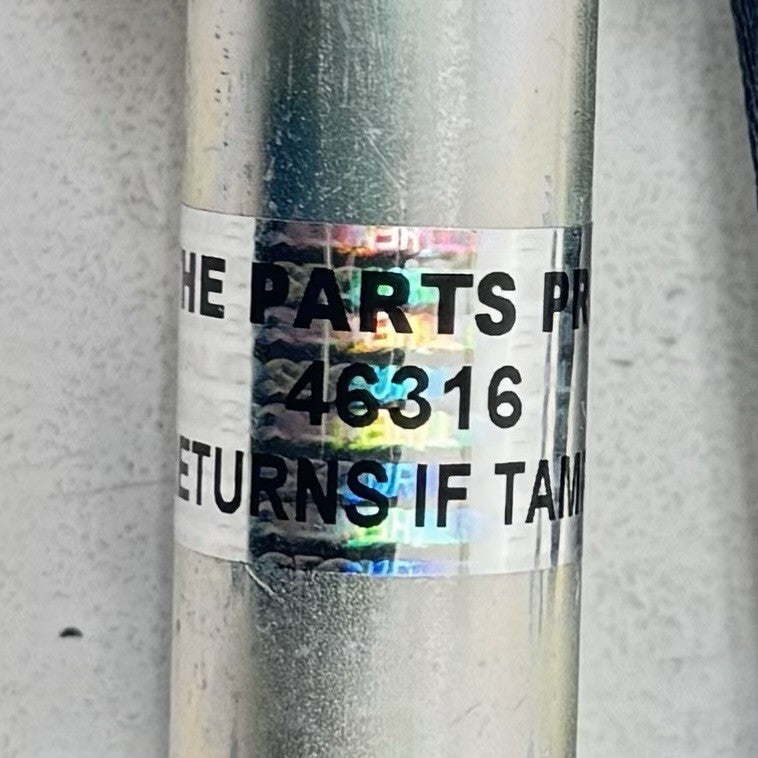 HE PARTS PR
46316
ETURNS IF TAM